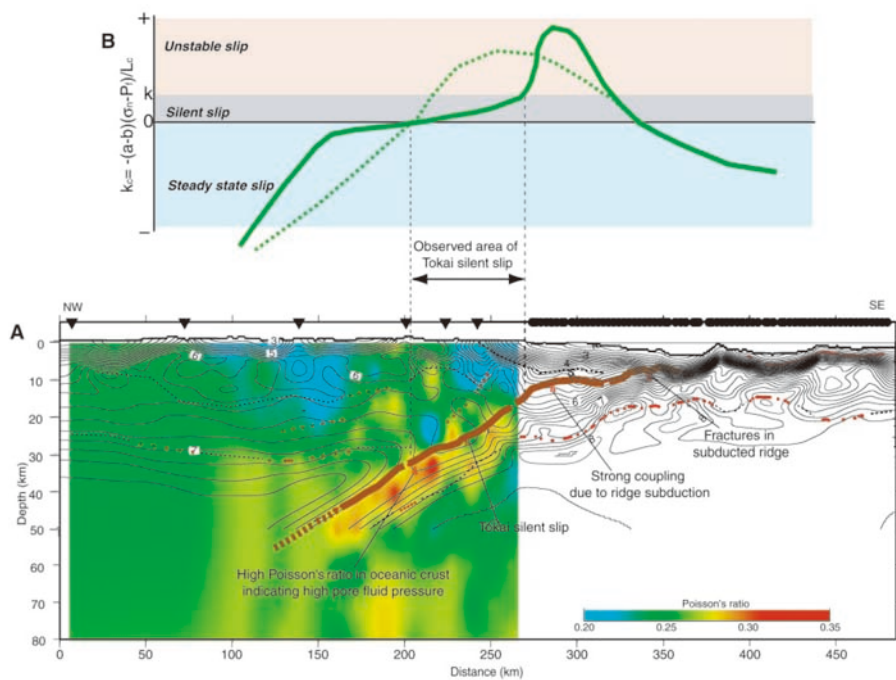 B
+
Unstable slip
k
Silent slip
0
Steady state slip
−
kc= -(a-b)(σn-Pf)/Lc
Observed area of
Tokai silent slip
NW
SE
A
0
10
20
30
40
50
60
70
80
Depth (km)
Fractures in
subducted ridge
Strong coupling
due to ridge subduction
Tokai silent slip
High Poisson's ratio in oceanic crust
indicating high pore fluid pressure
Poisson's ratio
0.20 0.25 0.30 0.35
0 50 100 150 200 250 300 350 400 450
Distance (km)